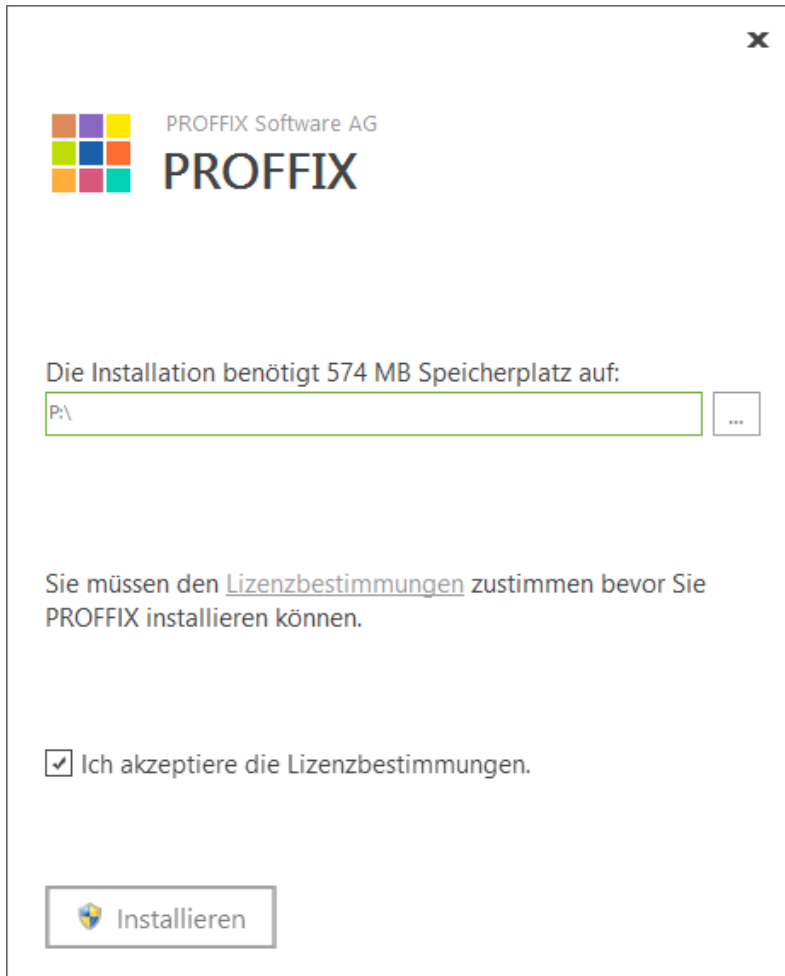 PROFFIX Software AG
PROFFIX
Die Installation benötigt 574 MB Speicherplatz auf:
P:\
...
Sie müssen den Lizenzbestimmungen zustimmen bevor Sie
PROFFIX installieren können.
Ich akzeptiere die Lizenzbestimmungen.
Installieren